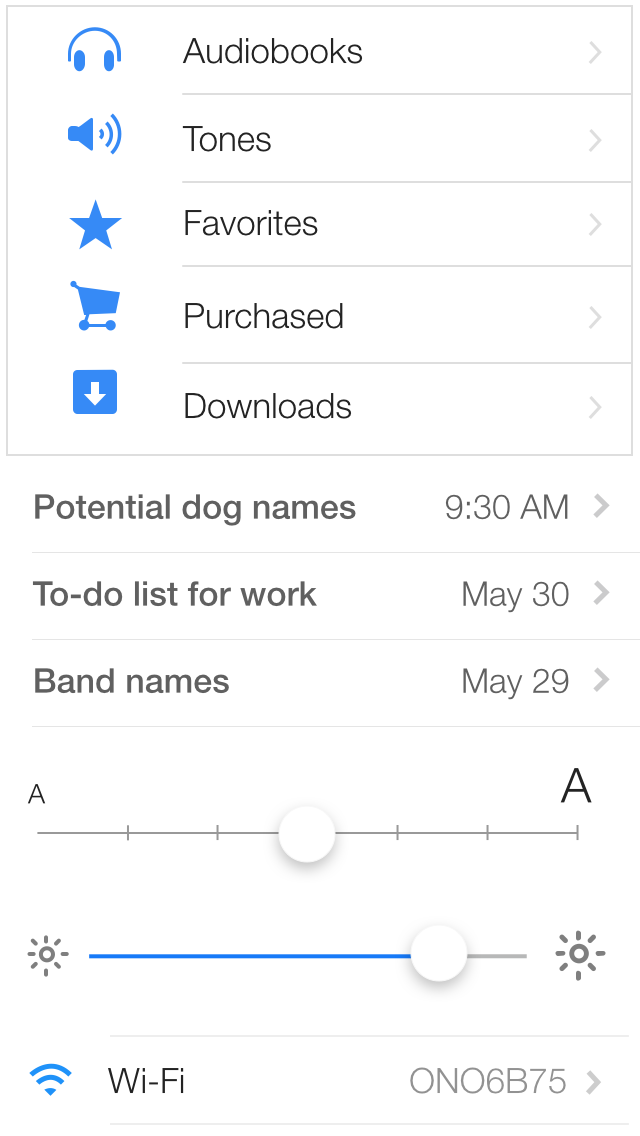 Audiobooks
Tones
Favorites
Purchased
Downloads
Potential dog names 9:30 AM
To-do list for work May 30
Band names May 29
A A
Wi-Fi ONO6B75